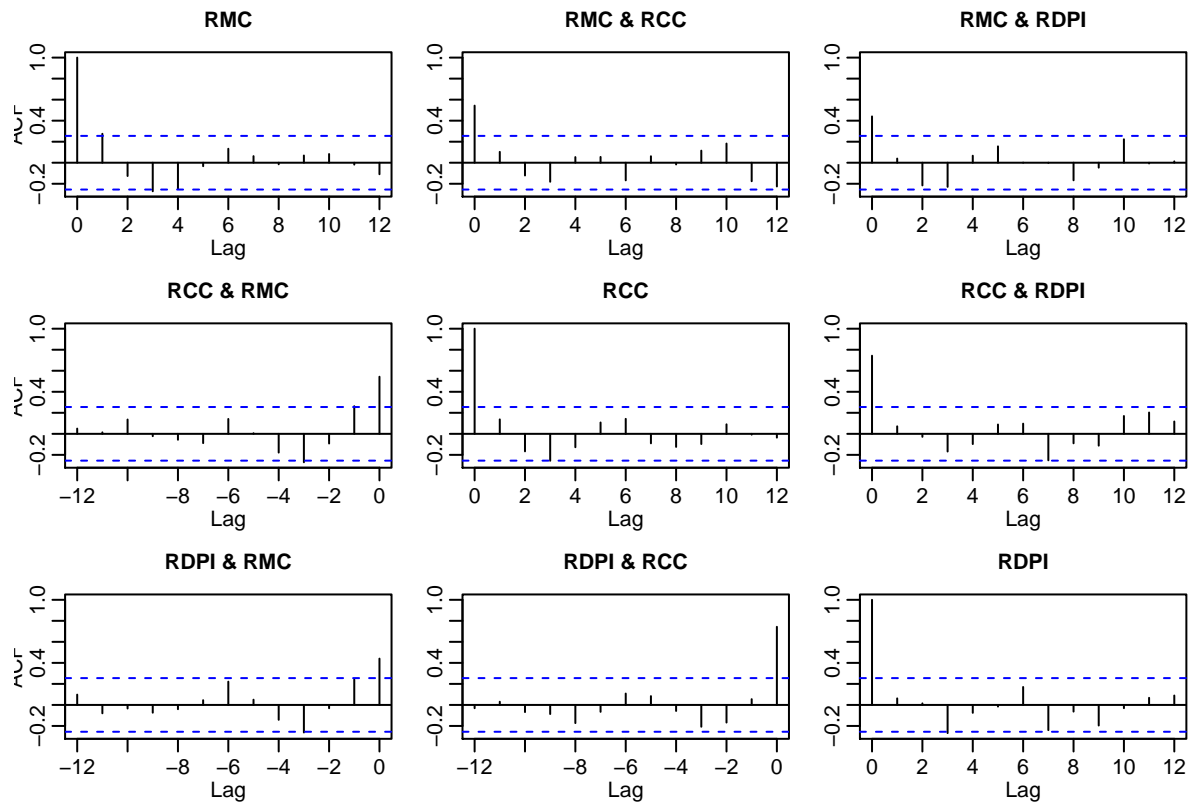 RMC RMC & RCC RMC & RDPI
ACF
−0.2 0.4 1.0 −0.2 0.4 1.0 −0.2 0.4 1.0
0 2 4 6 8 10 12 0 2 4 6 8 10 12 0 2 4 6 8 10 12
Lag Lag Lag
RCC & RMC RCC RCC & RDPI
ACF
−0.2 0.4 1.0 −0.2 0.4 1.0 −0.2 0.4 1.0
−12 −8 −6 −4 −2 0 0 2 4 6 8 10 12 0 2 4 6 8 10 12
Lag Lag Lag
RDPI & RMC RDPI & RCC RDPI
ACF
−0.2 0.4 1.0 −0.2 0.4 1.0 −0.2 0.4 1.0
−12 −8 −6 −4 −2 0 −12 −8 −6 −4 −2 0 0 2 4 6 8 10 12
Lag Lag Lag